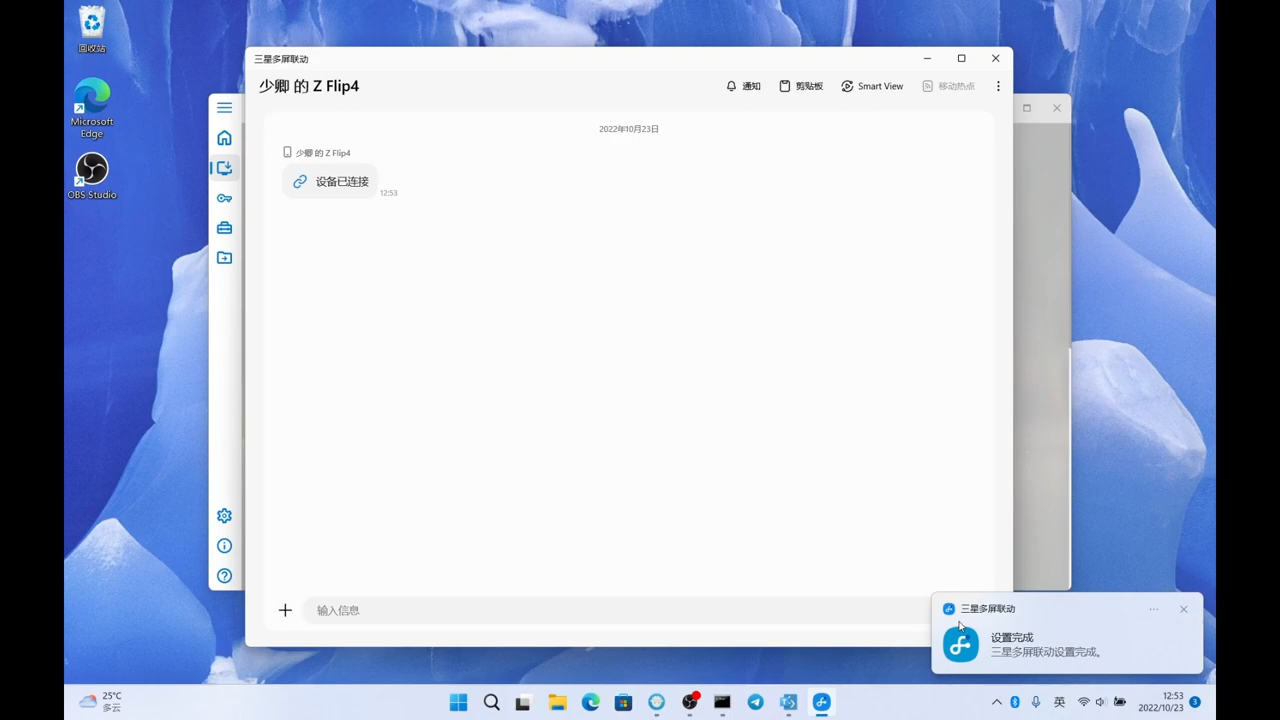 回收站
Microsoft
Edge
OBS Studio
三星多屏联动
少卿 的 Z Flip4
通知
剪贴板
Smart View
移动热点
2022年10月23日
少卿 的 Z Flip4
设备已连接
12:53
输入信息
三星多屏联动
设置完成
三星多屏联动设置完成。
25°C
多云
英
12:53
2022/10/23
3